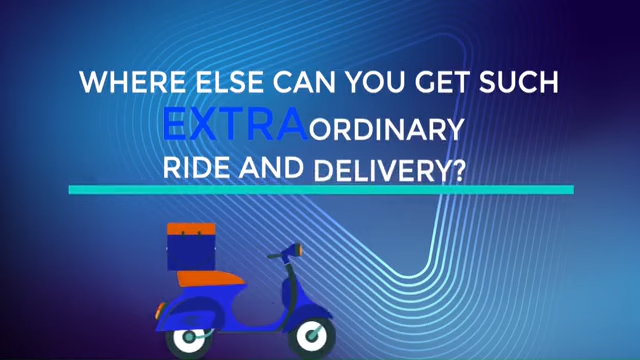 WHERE ELSE CAN YOU GET SUCH
EXTRAORDINARY
RIDE AND DELIVERY?